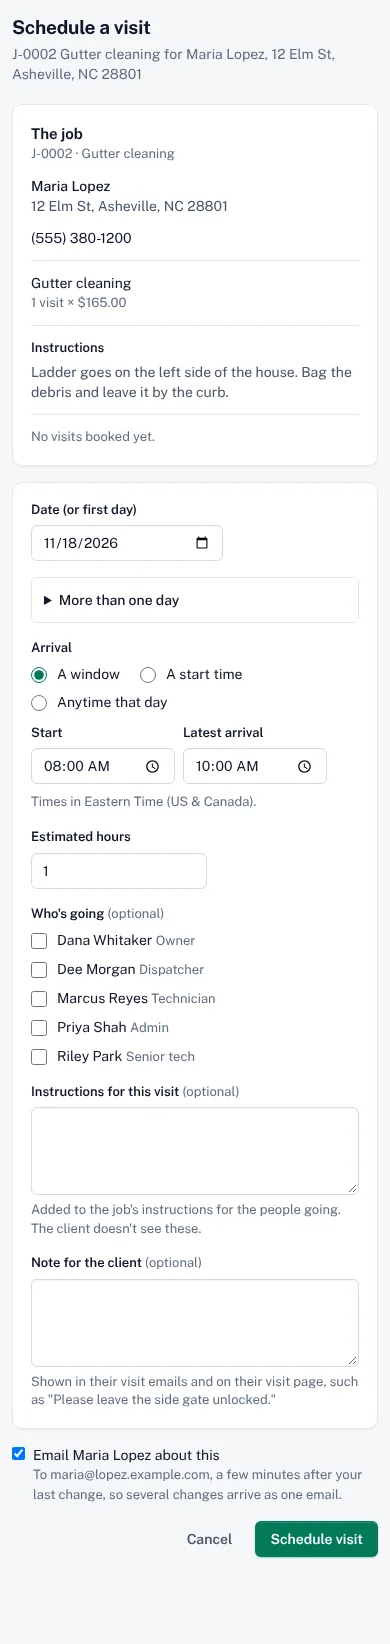 Schedule a visit
J-0002 Gutter cleaning for Maria Lopez, 12 Elm St,
Asheville, NC 28801
The job
J-0002 · Gutter cleaning
Maria Lopez
12 Elm St, Asheville, NC 28801
(555) 380-1200
Gutter cleaning
1 visit × $165.00
Instructions
Ladder goes on the left side of the house. Bag the
debris and leave it by the curb.
No visits booked yet.
Date (or first day)
11/18/2026
More than one day
Arrival
A window A start time
Anytime that day
Start Latest arrival
08:00 AM 10:00 AM
Times in Eastern Time (US & Canada).
Estimated hours
1
Who's going (optional)
Dana Whitaker Owner
Dee Morgan Dispatcher
Marcus Reyes Technician
Priya Shah Admin
Riley Park Senior tech
Instructions for this visit (optional)
Added to the job's instructions for the people going.
The client doesn't see these.
Note for the client (optional)
Shown in their visit emails and on their visit page, such
as "Please leave the side gate unlocked."
Email Maria Lopez about this
To maria@lopez.example.com, a few minutes after your
last change, so several changes arrive as one email.
Cancel Schedule visit